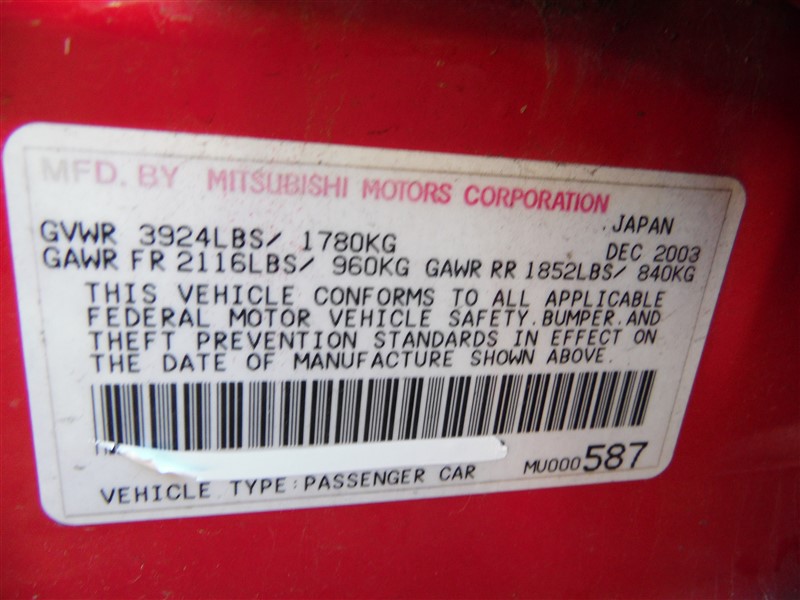 MFD. BY MITSUBISHI MOTORS CORPORATION
JAPAN
GVWR 3924LBS/ 1780KG DEC 2003
GAWR FR 2116LBS/ 960KG GAWR RR 1852LBS/ 840KG
THIS VEHICLE CONFORMS TO ALL APPLICABLE
FEDERAL MOTOR VEHICLE SAFETY.BUMPER.AND
THEFT PREVENTION STANDARDS IN EFFECT ON
THE DATE OF MANUFACTURE SHOWN ABOVE.
MU000587
VEHICLE TYPE:PASSENGER CAR